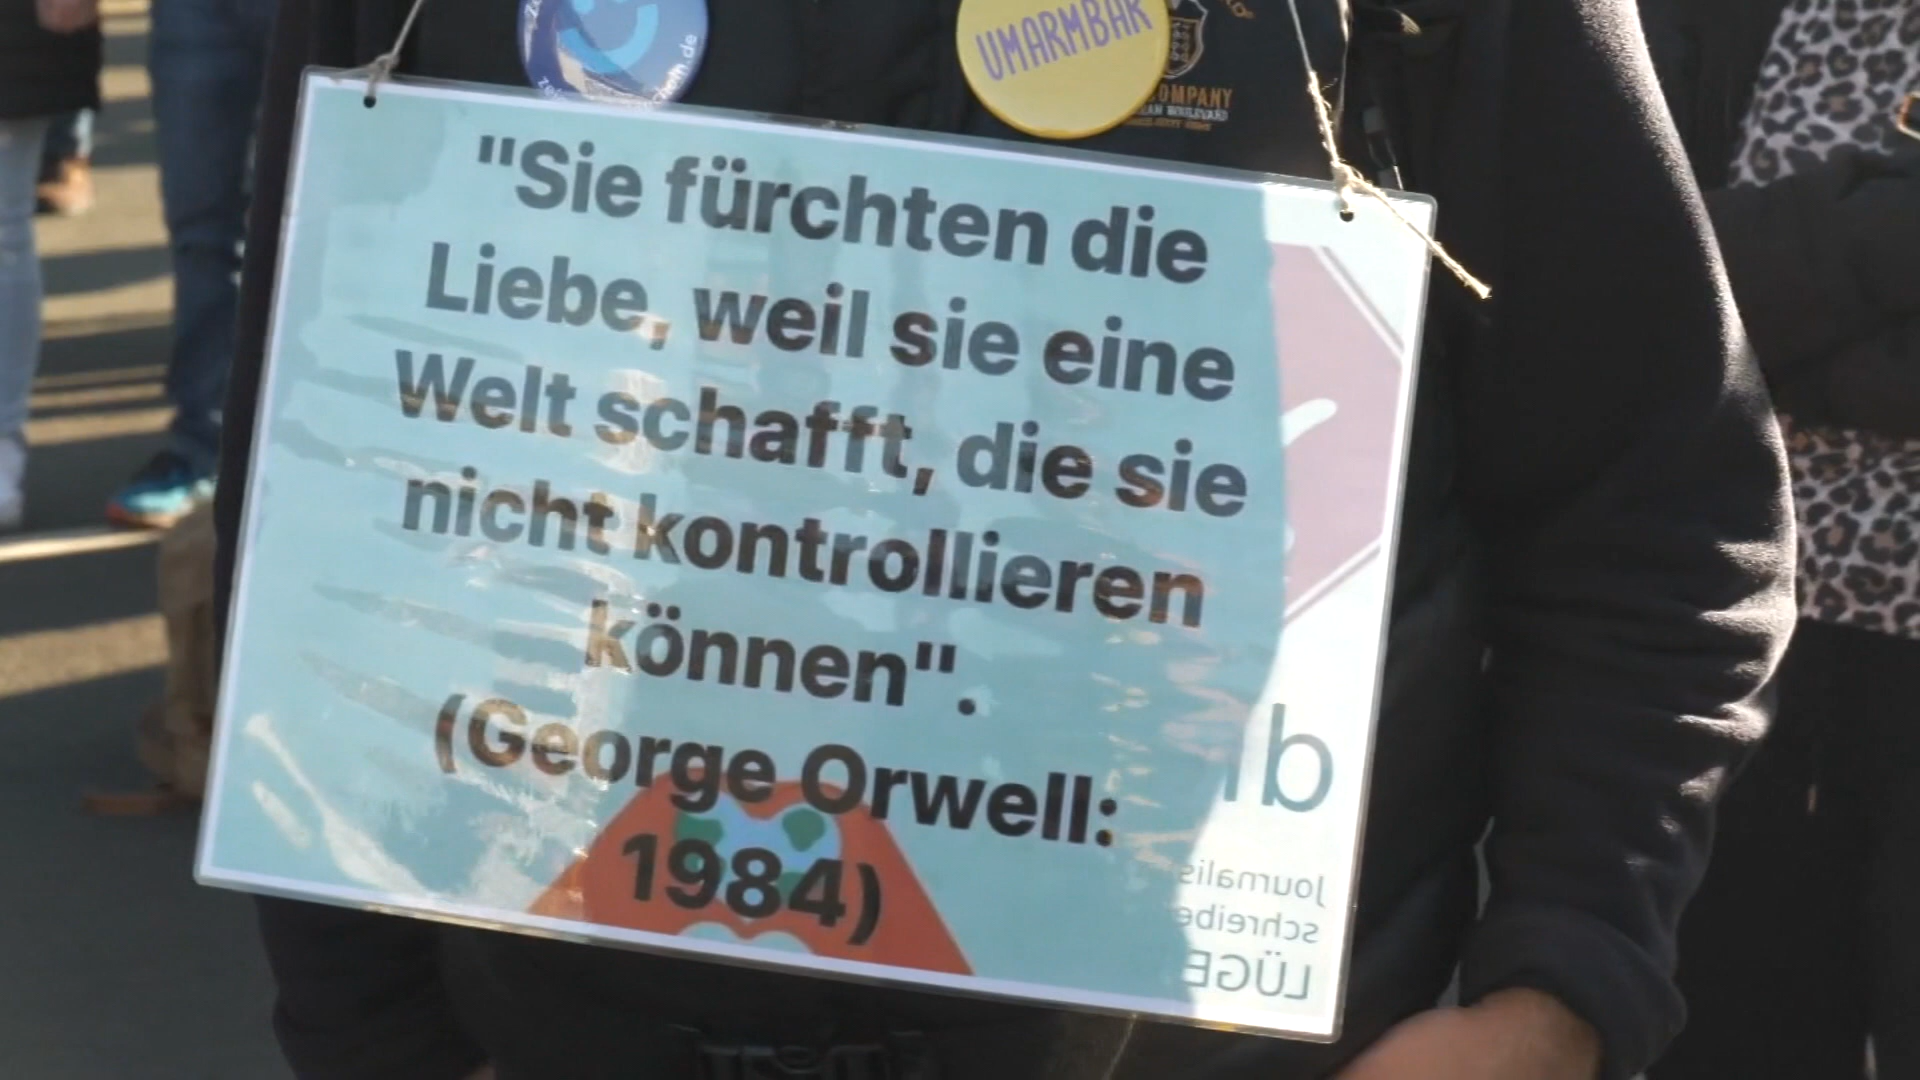 UMARMBAR
COMPANY
"Sie fürchten die
Liebe, weil sie eine
Welt schafft, die sie
nicht kontrollieren
können".
(George Orwell:
1984)
Journalis
schreibe
LÜGE